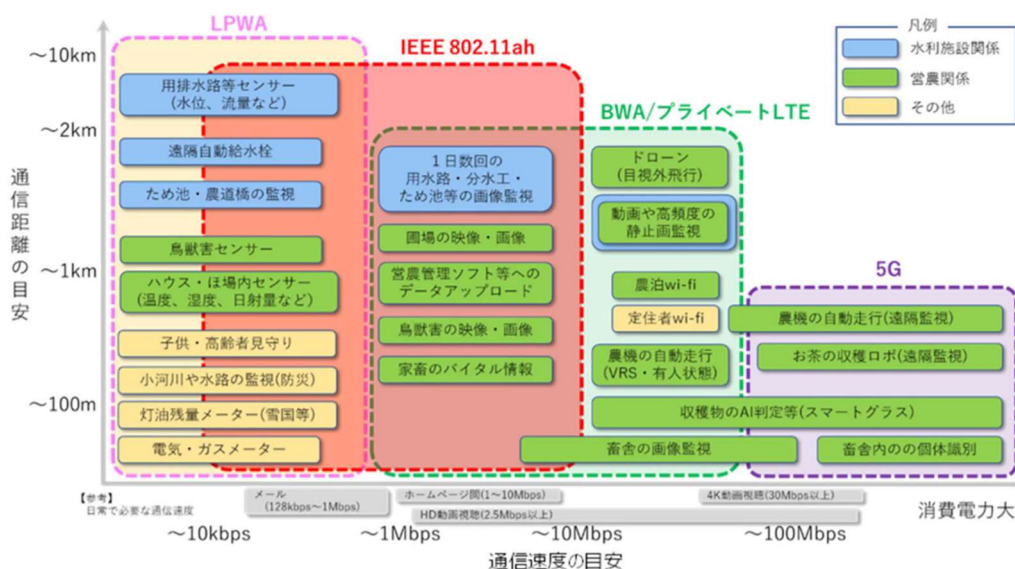 LPWA
IEEE 802.11ah
BWA/プライベートLTE
5G
凡例
水利施設関係
営農関係
その他
通信距離の目安
~10km
~2km
~1km
~100m
用排水路等センサー
(水位、流量など)
遠隔自動給水栓
ため池・農道橋の監視
鳥獣害センサー
ハウス・ほ場内センサー
(温度、湿度、日射量など)
子供・高齢者見守り
小河川や水路の監視(防災)
灯油残量メーター(雪国等)
電気・ガスメーター
1日数回の
用水路・分水工・
ため池等の画像監視
圃場の映像・画像
営農管理ソフト等への
データアップロード
鳥獣害の映像・画像
家畜のバイタル情報
ドローン
(目視外飛行)
動画や高頻度の
静止画監視
農泊wi-fi
定住者wi-fi
農機の自動走行
(VRS・有人状態)
農機の自動走行(遠隔監視)
お茶の収穫ロボ(遠隔監視)
収穫物のAI判定等(スマートグラス)
畜舎の画像監視
畜舎内のの個体識別
【参考】
日常で必要な通信速度
メール
(128kbps~1Mbps)
ホームページ閲(1~10Mbps)
HD動画視聴(2.5Mbps以上)
4K動画視聴(30Mbps以上)
消費電力大
~10kbps
~1Mbps
~10Mbps
~100Mbps
通信速度の目安